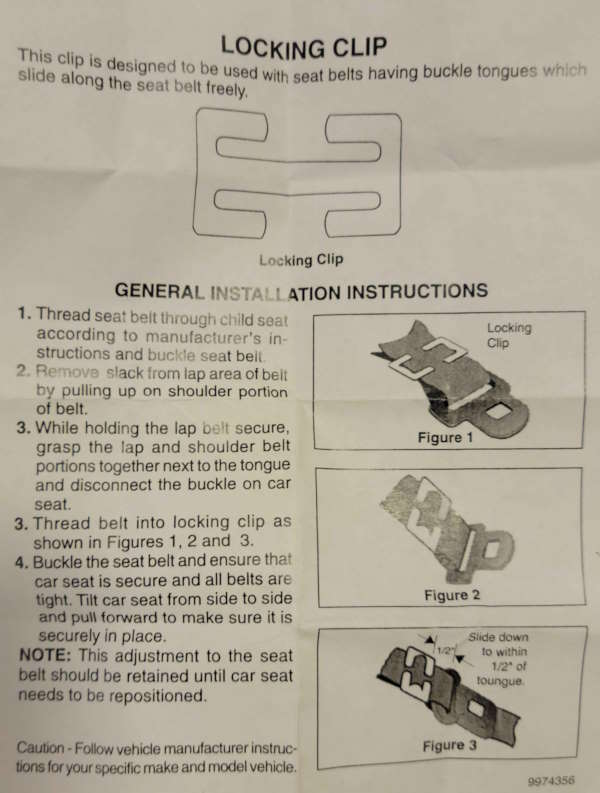 LOCKING CLIP
This clip is designed to be used with seat belts having buckle tongues which
slide along the seat belt freely.
Locking Clip
GENERAL INSTALLATION INSTRUCTIONS
1. Thread seat belt through child seat
according to manufacturer's in-
structions and buckle seat belt.
2. Remove slack from lap area of belt
by pulling up on shoulder portion
of belt.
3. While holding the lap belt secure,
grasp the lap and shoulder belt
portions together next to the tongue
and disconnect the buckle on car
seat.
3. Thread belt into locking clip as
shown in Figures 1, 2 and 3.
4. Buckle the seat belt and ensure that
car seat is secure and all belts are
tight. Tilt car seat from side to side
and pull forward to make sure it is
securely in place.
NOTE: This adjustment to the seat
belt should be retained until car seat
needs to be repositioned.
Caution - Follow vehicle manufacturer instruc-
tions for your specific make and model vehicle.
Locking
Clip
Figure 1
Figure 2
Slide down
1/2" to within
1/2" of
toungue.
Figure 3
9974356